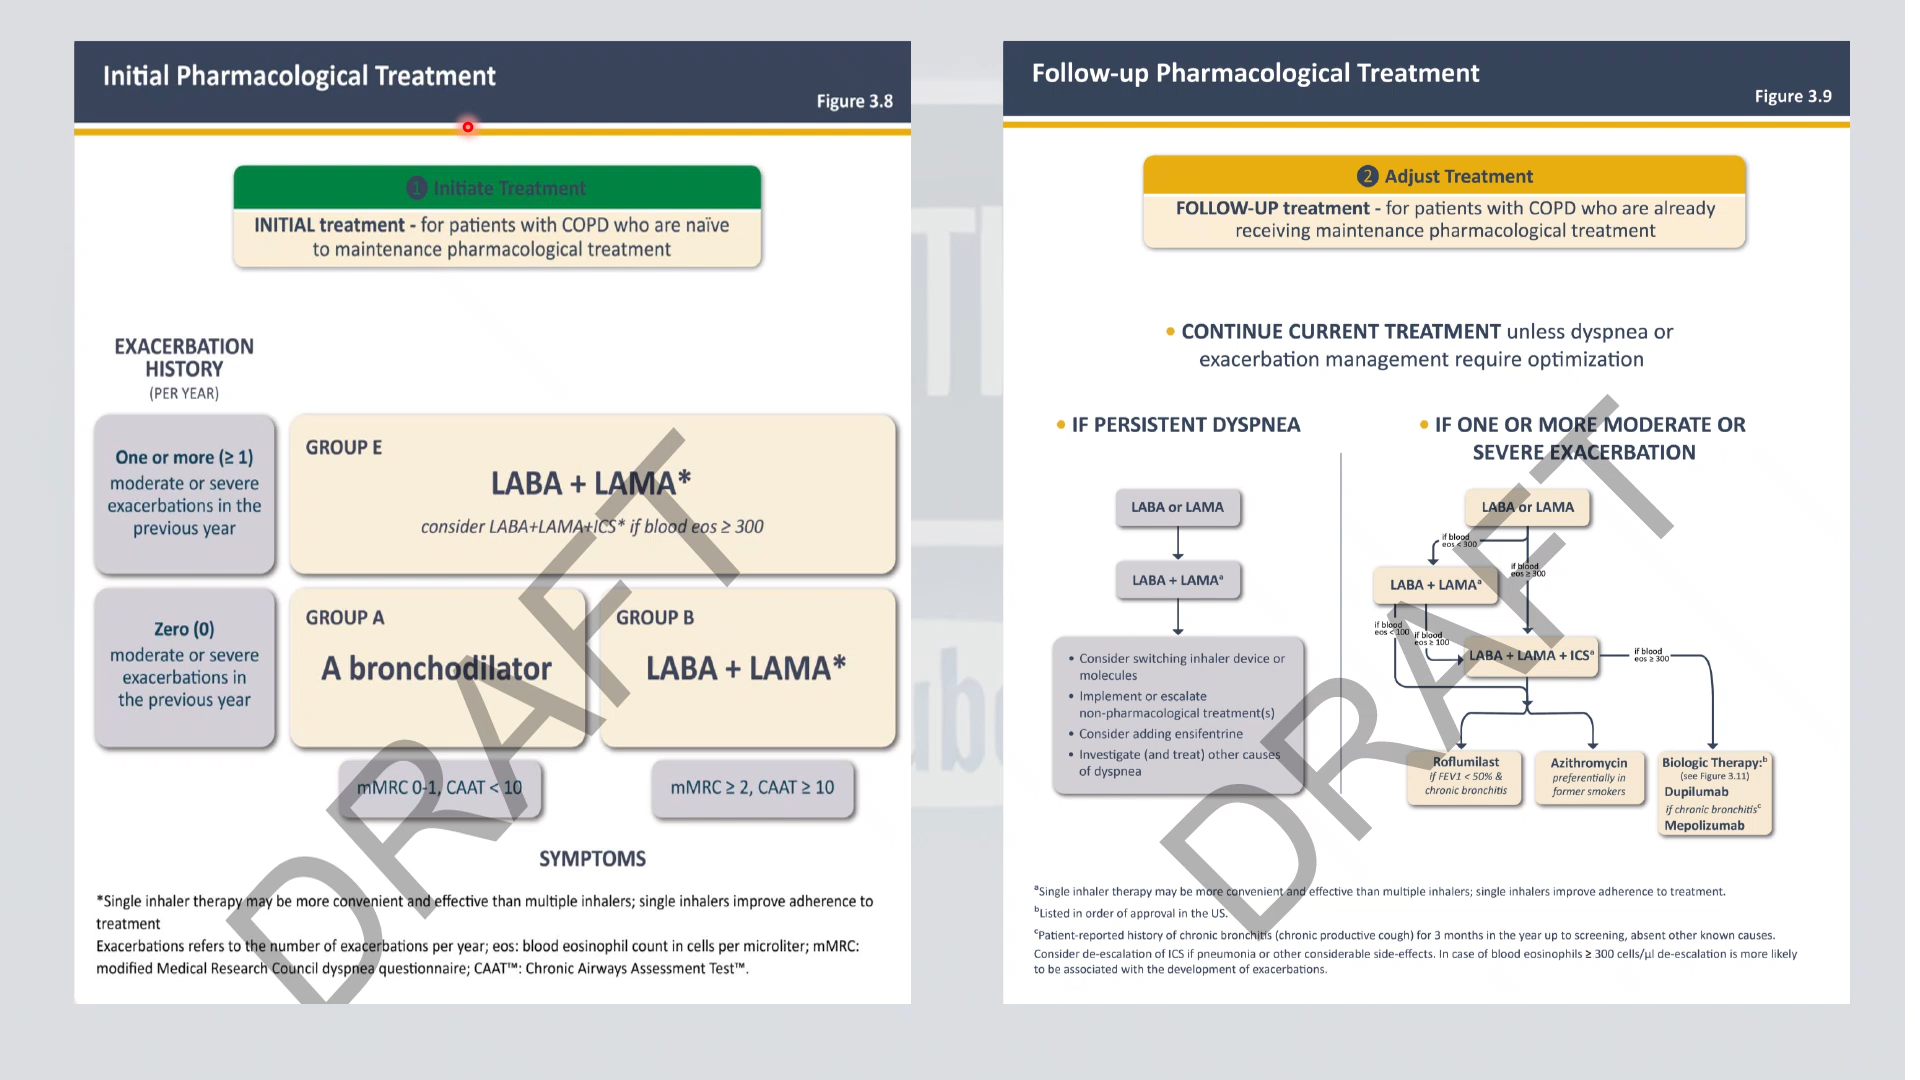 Initial Pharmacological Treatment
Figure 3.8
1 Initiate Treatment
INITIAL treatment - for patients with COPD who are naïve
to maintenance pharmacological treatment
EXACERBATION
HISTORY
(PER YEAR)
One or more (≥ 1)
moderate or severe
exacerbations in the
previous year
GROUP E
LABA + LAMA*
consider LABA+LAMA+ICS* if blood eos ≥ 300
Zero (0)
moderate or severe
exacerbations in
the previous year
GROUP A
A bronchodilator
GROUP B
LABA + LAMA*
mMRC 0-1, CAAT < 10
mMRC ≥ 2, CAAT ≥ 10
SYMPTOMS
*Single inhaler therapy may be more convenient and effective than multiple inhalers; single inhalers improve adherence to
treatment
Exacerbations refers to the number of exacerbations per year; eos: blood eosinophil count in cells per microliter; mMRC:
modified Medical Research Council dyspnea questionnaire; CAAT™: Chronic Airways Assessment Test™.
DRAFT
Follow-up Pharmacological Treatment
Figure 3.9
2 Adjust Treatment
FOLLOW-UP treatment - for patients with COPD who are already
receiving maintenance pharmacological treatment
• CONTINUE CURRENT TREATMENT unless dyspnea or
exacerbation management require optimization
• IF PERSISTENT DYSPNEA
LABA or LAMA
LABA + LAMAᵃ
• Consider switching inhaler device or
molecules
• Implement or escalate
non-pharmacological treatment(s)
• Consider adding ensifentrine
• Investigate (and treat) other causes
of dyspnea
• IF ONE OR MORE MODERATE OR
SEVERE EXACERBATION
LABA or LAMA
if blood
eos < 300
if blood
eos ≥ 300
LABA + LAMAᵃ
if blood
eos < 100
if blood
eos ≥ 100
LABA + LAMA + ICSᵃ
if blood
eos ≥ 300
Roflumilast
if FEV1 < 50% &
chronic bronchitis
Azithromycin
preferentially in
former smokers
Biologic Therapy:ᵇ
(see Figure 3.11)
Dupilumab
if chronic bronchitisᶜ
Mepolizumab
ᵃSingle inhaler therapy may be more convenient and effective than multiple inhalers; single inhalers improve adherence to treatment.
ᵇListed in order of approval in the US.
ᶜPatient-reported history of chronic bronchitis (chronic productive cough) for 3 months in the year up to screening, absent other known causes.
Consider de-escalation of ICS if pneumonia or other considerable side-effects. In case of blood eosinophils ≥ 300 cells/µl de-escalation is more likely
to be associated with the development of exacerbations.
DRAFT